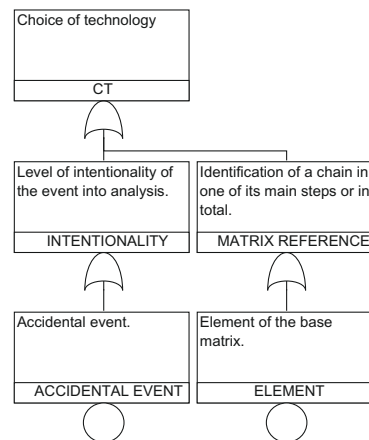 Choice of technology
CT
Level of intentionality of
the event into analysis.
INTENTIONALITY
Identification of a chain in
one of its main steps or in
total.
MATRIX REFERENCE
Accidental event.
ACCIDENTAL EVENT
Element of the base
matrix.
ELEMENT